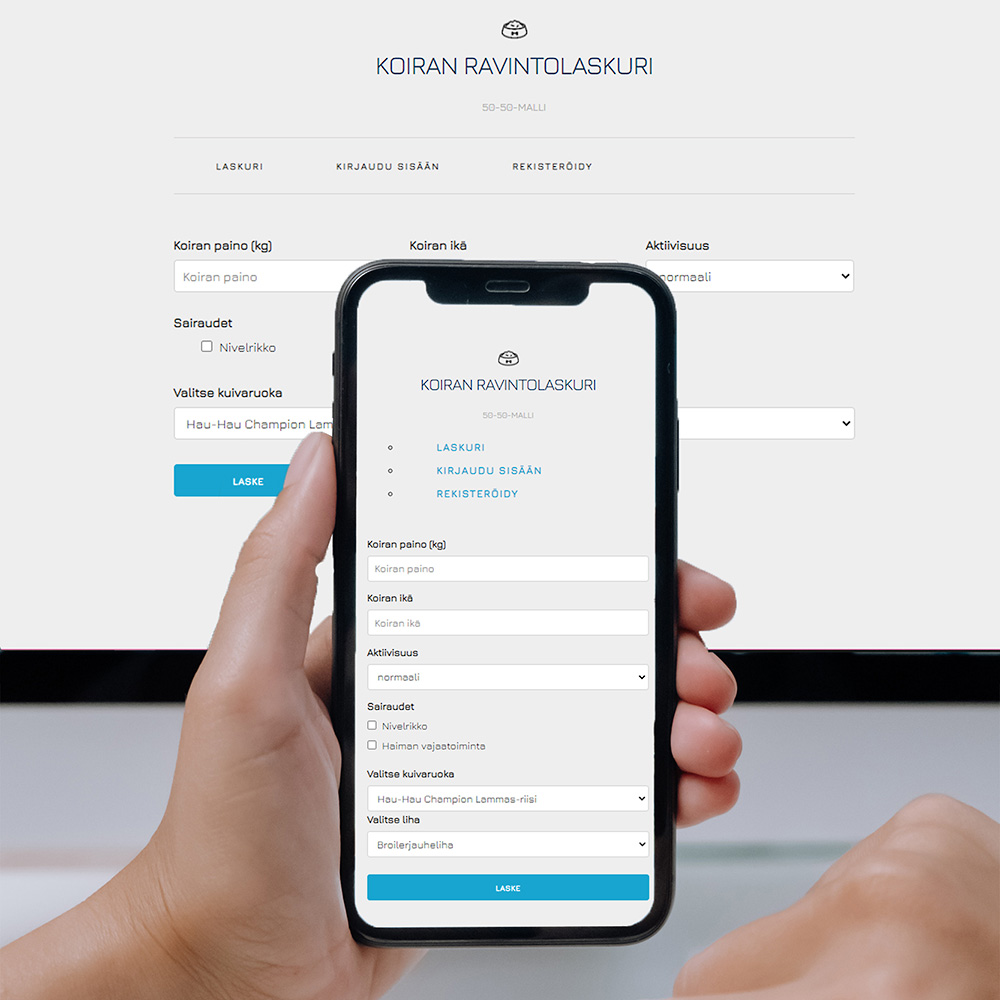 KOIRAN RAVINTOLASKURI
50-50-MALLI
LASKURI KIRJAUDU SISÄÄN REKISTERÖIDY
Koiran paino (kg) Koiran ikä Aktiivisuus
Koiran paino normaali
Sairaudet
Nivelrikko
Valitse kuivaruoka
Hau-Hau Champion Lam
LASKE
KOIRAN RAVINTOLASKURI
50-50-MALLI
LASKURI
KIRJAUDU SISÄÄN
REKISTERÖIDY
Koiran paino (kg)
Koiran paino
Koiran ikä
Koiran ikä
Aktiivisuus
normaali
Sairaudet
Nivelrikko
Haiman vajaatoiminta
Valitse kuivaruoka
Hau-Hau Champion Lammas-riisi
Valitse liha
Broilerjauheliha
LASKE